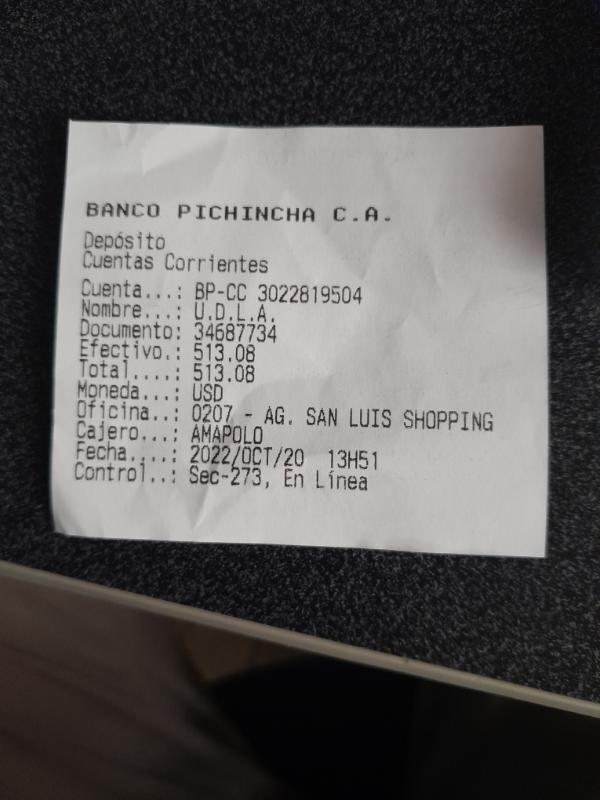 BANCO PICHINCHA C.A.
Depósito
Cuentas Corrientes
Cuenta...: BP-CC 3022819504
Nombre...: U.D.L.A.
Documento: 34687734
Efectivo.: 513.08
Total....: 513.08
Moneda...: USD
Oficina..: 0207 - AG. SAN LUIS SHOPPING
Cajero...: AMAPOLO
Fecha....: 2022/OCT/20  13H51
Control..: Sec-273, En Línea